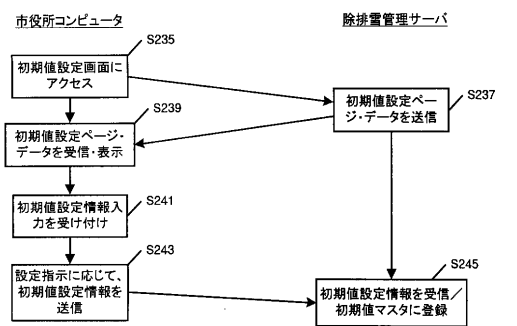 市役所コンピュータ
除排雪管理サーバ
S235
初期値設定画面に
アクセス
S237
初期値設定ペー
ジ・データを送信
S239
初期値設定ページ・
データを受信・表示
S241
初期値設定情報入
力を受け付け
S243
設定指示に応じて、
初期値設定情報を
送信
S245
初期値設定情報を受信/
初期値マスタに登録